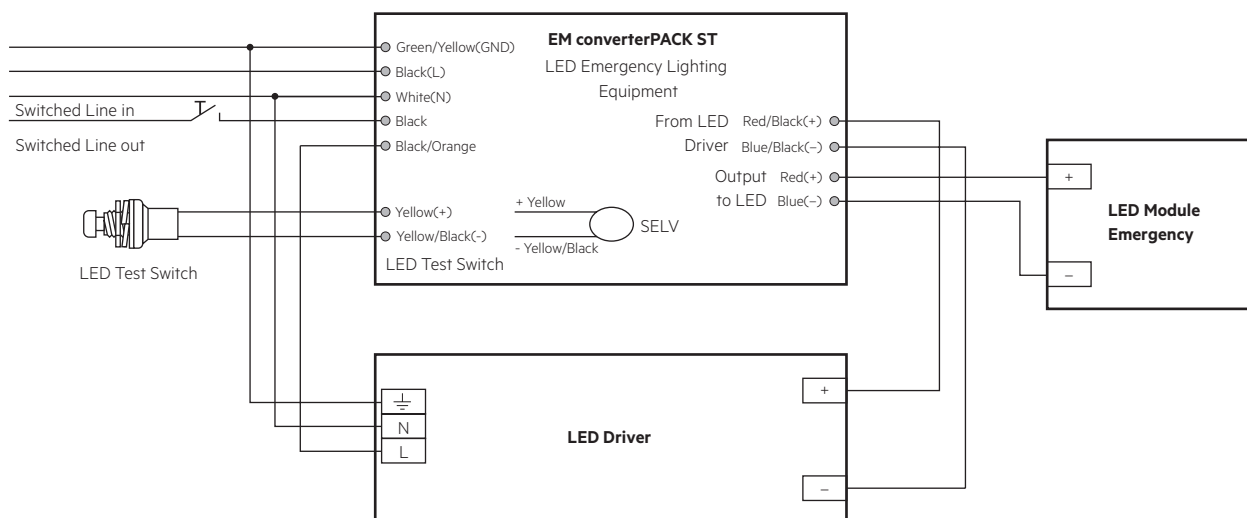 EM converterPACK ST
LED Emergency Lighting
Equipment
Green/Yellow(GND)
Black(L)
White(N)
Switched Line in
Black
Switched Line out
Black/Orange
From LED Red/Black(+)
Driver Blue/Black(–)
Output Red(+)
to LED Blue(–)
Yellow(+)
Yellow/Black(-)
LED Test Switch
+ Yellow
SELV
- Yellow/Black
LED Test Switch
+
LED Module
Emergency
–
LED Driver
N
L
+
–